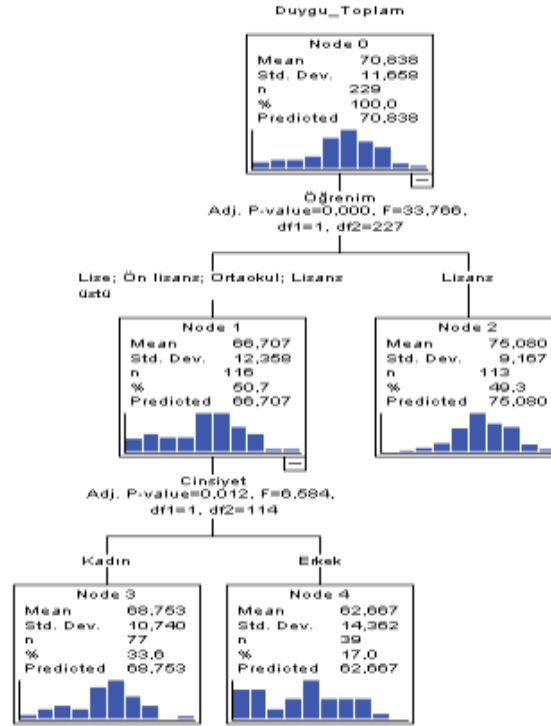 Duygu_Toplam
Node 0
Mean 70,838
Std. Dev. 11,658
n 229
% 100,0
Predicted 70,838
Öğrenim
Adj. P-value=0,000, F=33,766,
df1=1, df2=227
Lise; Ön lisans; Ortaokul; Lisans
üstü
Lisans
Node 1
Mean 66,707
Std. Dev. 12,358
n 116
% 50,7
Predicted 66,707
Node 2
Mean 75,080
Std. Dev. 9,167
n 113
% 49,3
Predicted 75,080
Cinsiyet
Adj. P-value=0,012, F=6,584,
df1=1, df2=114
Kadın
Erkek
Node 3
Mean 68,753
Std. Dev. 10,740
n 77
% 33,6
Predicted 68,753
Node 4
Mean 62,667
Std. Dev. 14,362
n 39
% 17,0
Predicted 62,667